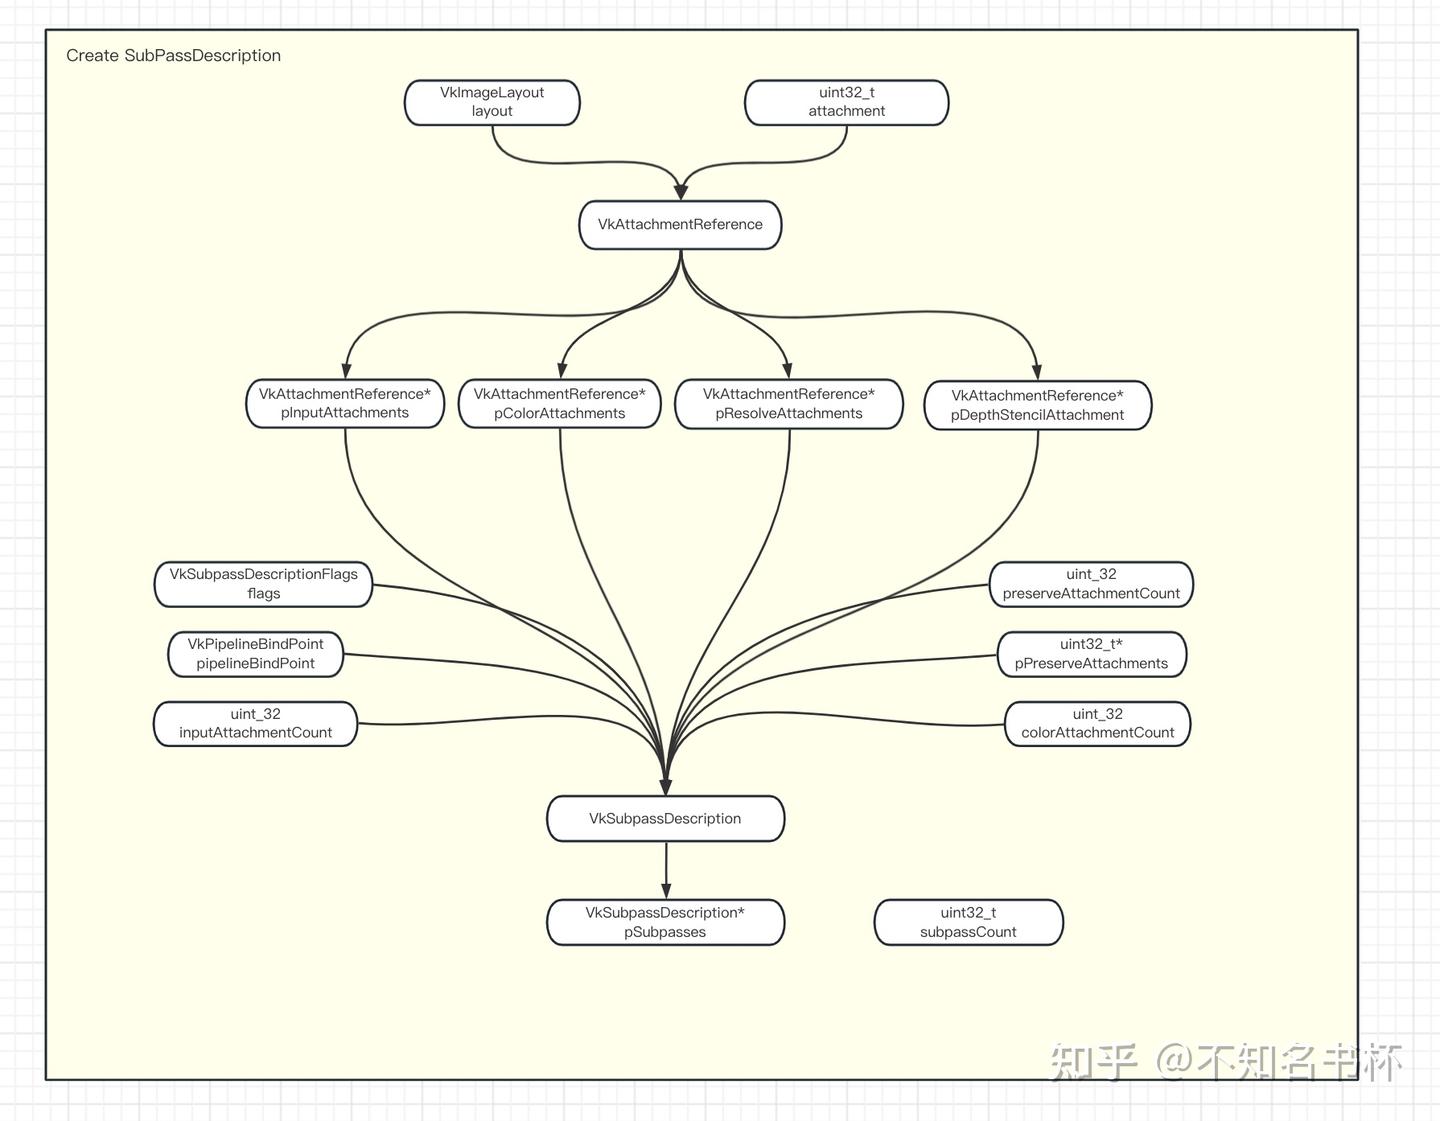 Create SubPassDescription
VkImageLayout
layout
uint32_t
attachment
VkAttachmentReference
VkAttachmentReference*
pInputAttachments
VkAttachmentReference*
pColorAttachments
VkAttachmentReference*
pResolveAttachments
VkAttachmentReference*
pDepthStencilAttachment
VkSubpassDescriptionFlags
flags
uint_32
preserveAttachmentCount
VkPipelineBindPoint
pipelineBindPoint
uint32_t*
pPreserveAttachments
uint_32
inputAttachmentCount
uint_32
colorAttachmentCount
VkSubpassDescription
VkSubpassDescription*
pSubpasses
uint32_t
subpassCount
知乎 @不知名书杯